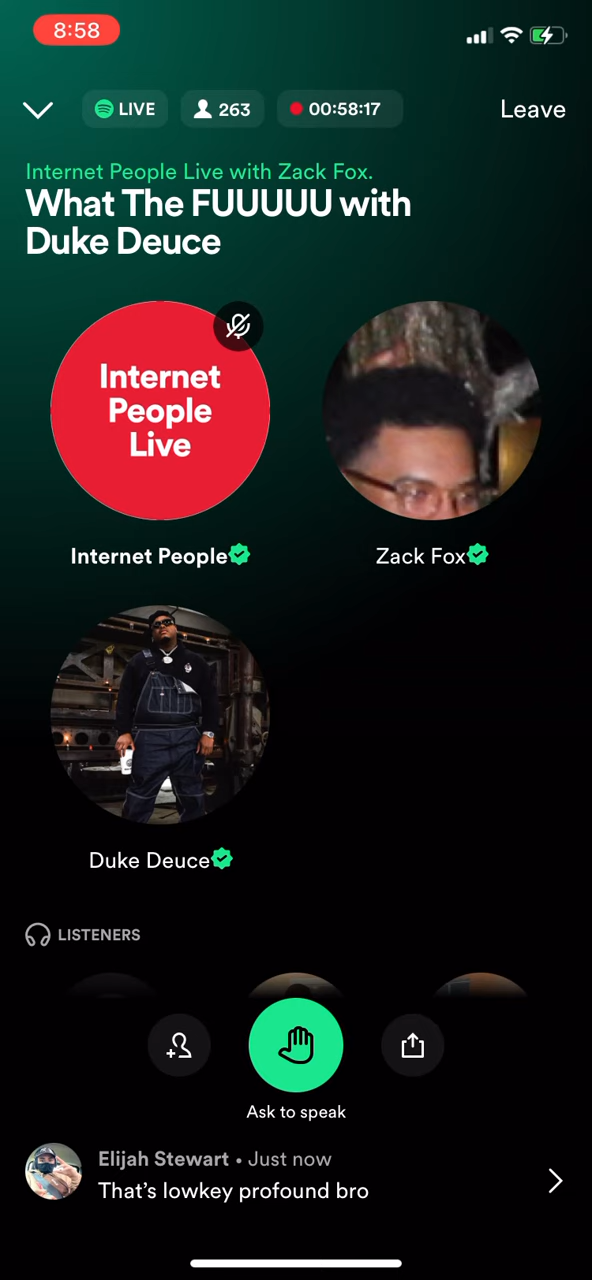 8:58
LIVE
263
00:58:17
Leave
Internet People Live with Zack Fox.
What The FUUUUU with
Duke Deuce
Internet
People
Live
Internet People
Zack Fox
Duke Deuce
LISTENERS
Ask to speak
Elijah Stewart • Just now
That's lowkey profound bro